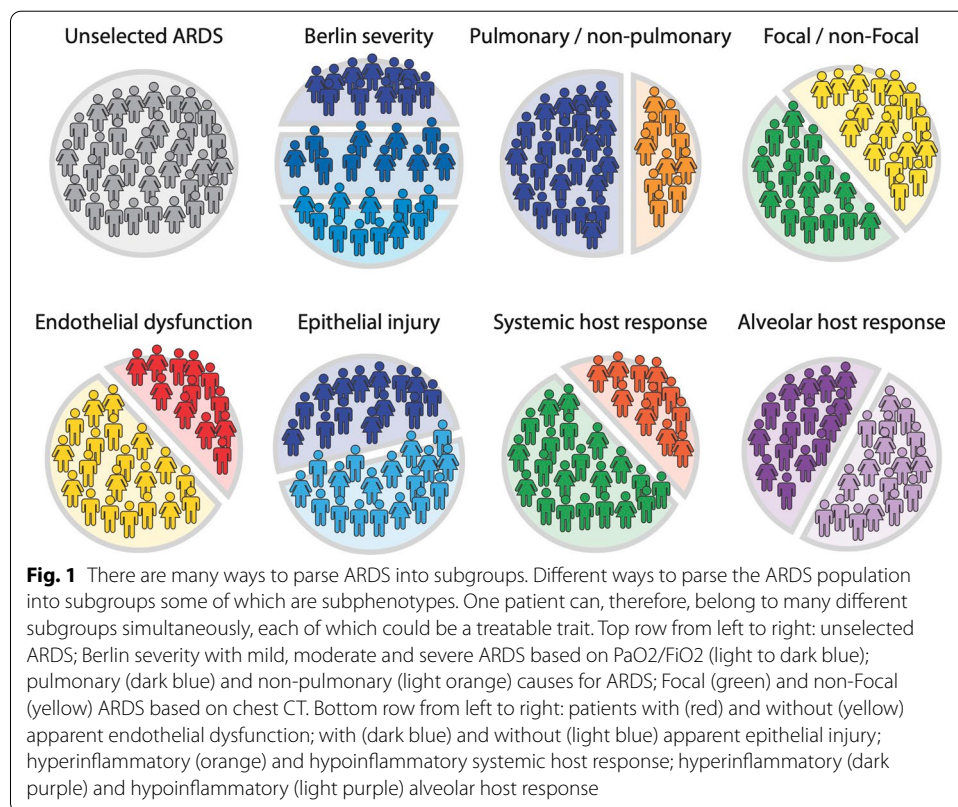 Unselected ARDS
Berlin severity
Pulmonary / non-pulmonary
Focal / non-Focal
Endothelial dysfunction
Epithelial injury
Systemic host response
Alveolar host response
Fig. 1 There are many ways to parse ARDS into subgroups. Different ways to parse the ARDS population
into subgroups some of which are subphenotypes. One patient can, therefore, belong to many different
subgroups simultaneously, each of which could be a treatable trait. Top row from left to right: unselected
ARDS; Berlin severity with mild, moderate and severe ARDS based on PaO2/FiO2 (light to dark blue);
pulmonary (dark blue) and non-pulmonary (light orange) causes for ARDS; Focal (green) and non-Focal
(yellow) ARDS based on chest CT. Bottom row from left to right: patients with (red) and without (yellow)
apparent endothelial dysfunction; with (dark blue) and without (light blue) apparent epithelial injury;
hyperinflammatory (orange) and hypoinflammatory systemic host response; hyperinflammatory (dark
purple) and hypoinflammatory (light purple) alveolar host response